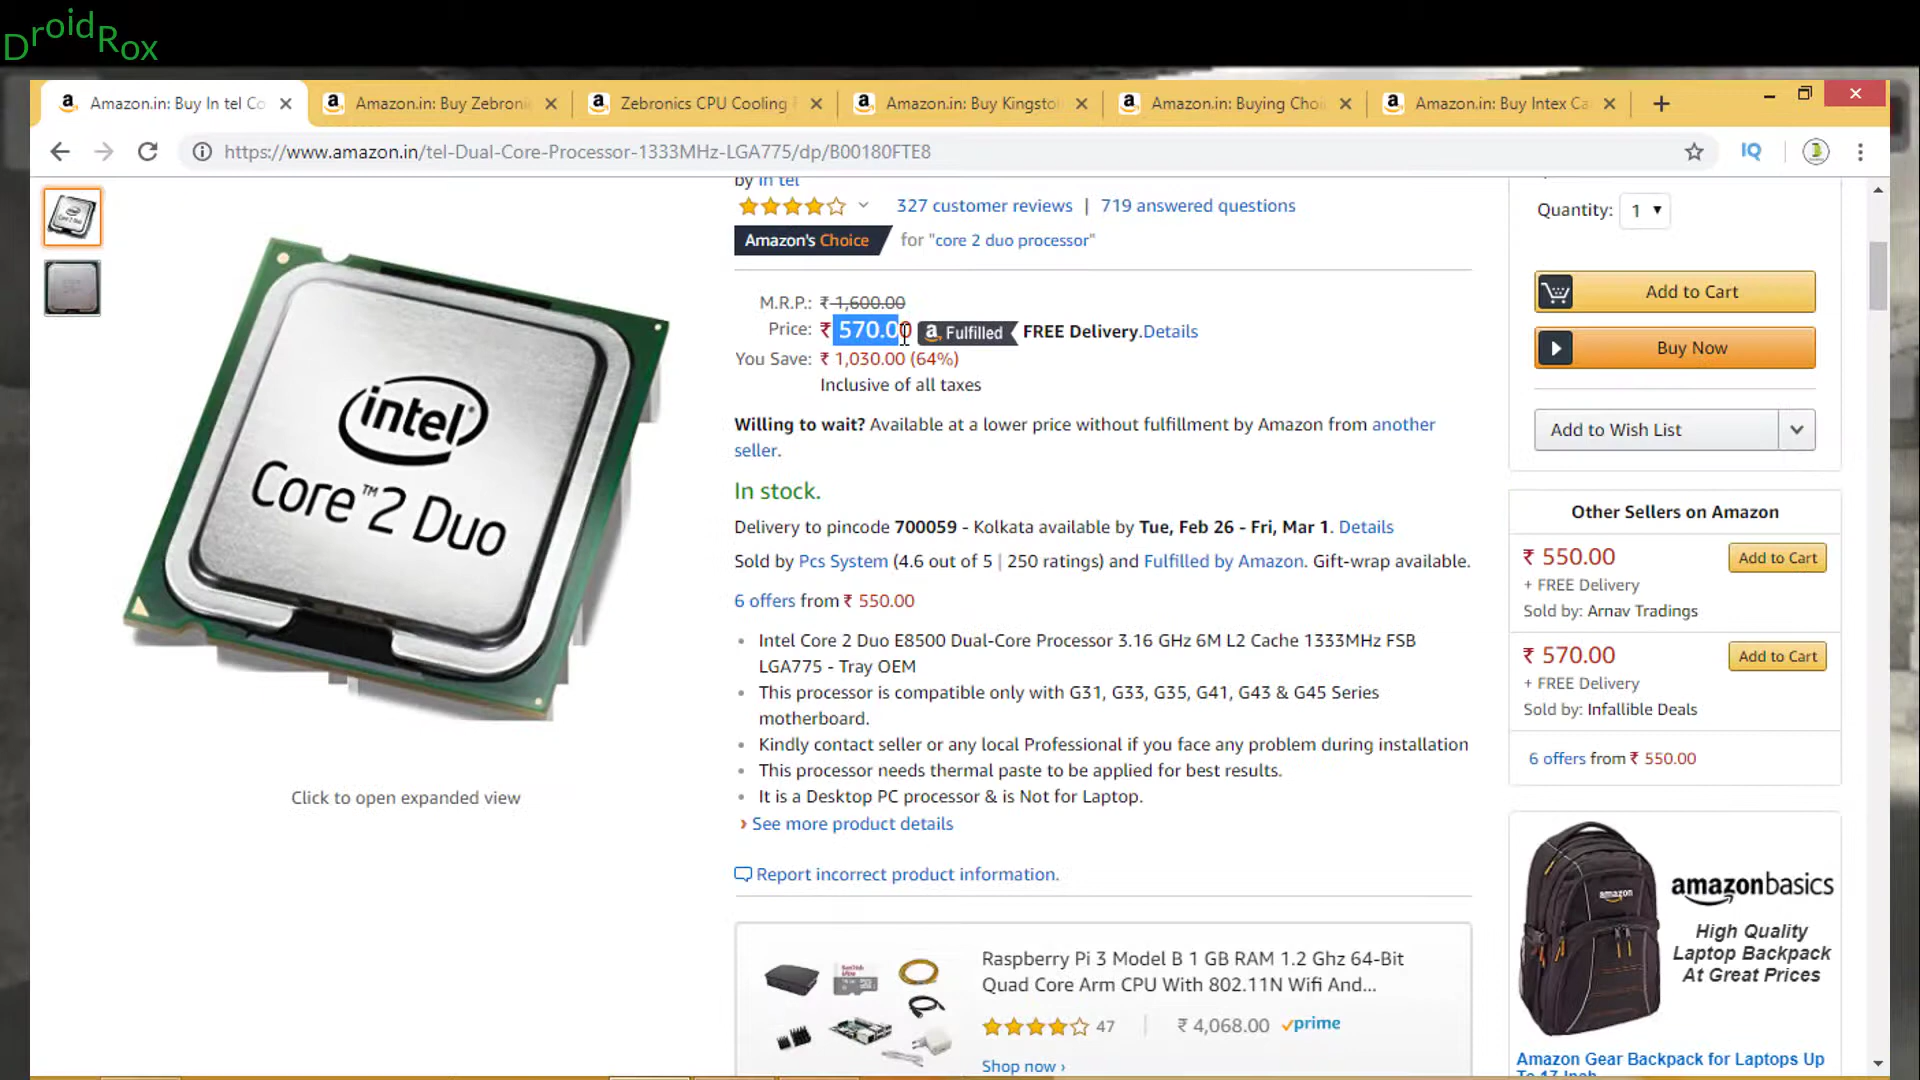 DroidRox
Amazon.in: Buy In tel Co
Amazon.in: Buy Zebroni
Zebronics CPU Cooling
Amazon.in: Buy Kingsto
Amazon.in: Buying Choi
Amazon.in: Buy Intex Ca
https://www.amazon.in/tel-Dual-Core-Processor-1333MHz-LGA775/dp/B00180FTE8
IQ
by In tel
327 customer reviews | 719 answered questions
Amazon's Choice for "core 2 duo processor"
M.R.P.: ₹ 1,600.00
Price: ₹ 570.00 Fulfilled FREE Delivery.Details
You Save: ₹ 1,030.00 (64%)
Inclusive of all taxes
Willing to wait? Available at a lower price without fulfillment by Amazon from another
seller.
In stock.
Delivery to pincode 700059 - Kolkata available by Tue, Feb 26 - Fri, Mar 1. Details
Sold by Pcs System (4.6 out of 5 | 250 ratings) and Fulfilled by Amazon. Gift-wrap available.
6 offers from ₹ 550.00
• Intel Core 2 Duo E8500 Dual-Core Processor 3.16 GHz 6M L2 Cache 1333MHz FSB
LGA775 - Tray OEM
• This processor is compatible only with G31, G33, G35, G41, G43 & G45 Series
motherboard.
• Kindly contact seller or any local Professional if you face any problem during installation
• This processor needs thermal paste to be applied for best results.
• It is a Desktop PC processor & is Not for Laptop.
› See more product details
Report incorrect product information.
intel
Core™2 Duo
Click to open expanded view
Raspberry Pi 3 Model B 1 GB RAM 1.2 Ghz 64-Bit
Quad Core Arm CPU With 802.11N Wifi And...
47 | ₹ 4,068.00 prime
Shop now ›
Quantity: 1
Add to Cart
Buy Now
Add to Wish List
Other Sellers on Amazon
₹ 550.00 Add to Cart
+ FREE Delivery
Sold by: Arnav Tradings
₹ 570.00 Add to Cart
+ FREE Delivery
Sold by: Infallible Deals
6 offers from ₹ 550.00
amazon
amazonbasics
High Quality
Laptop Backpack
At Great Prices
Amazon Gear Backpack for Laptops Up